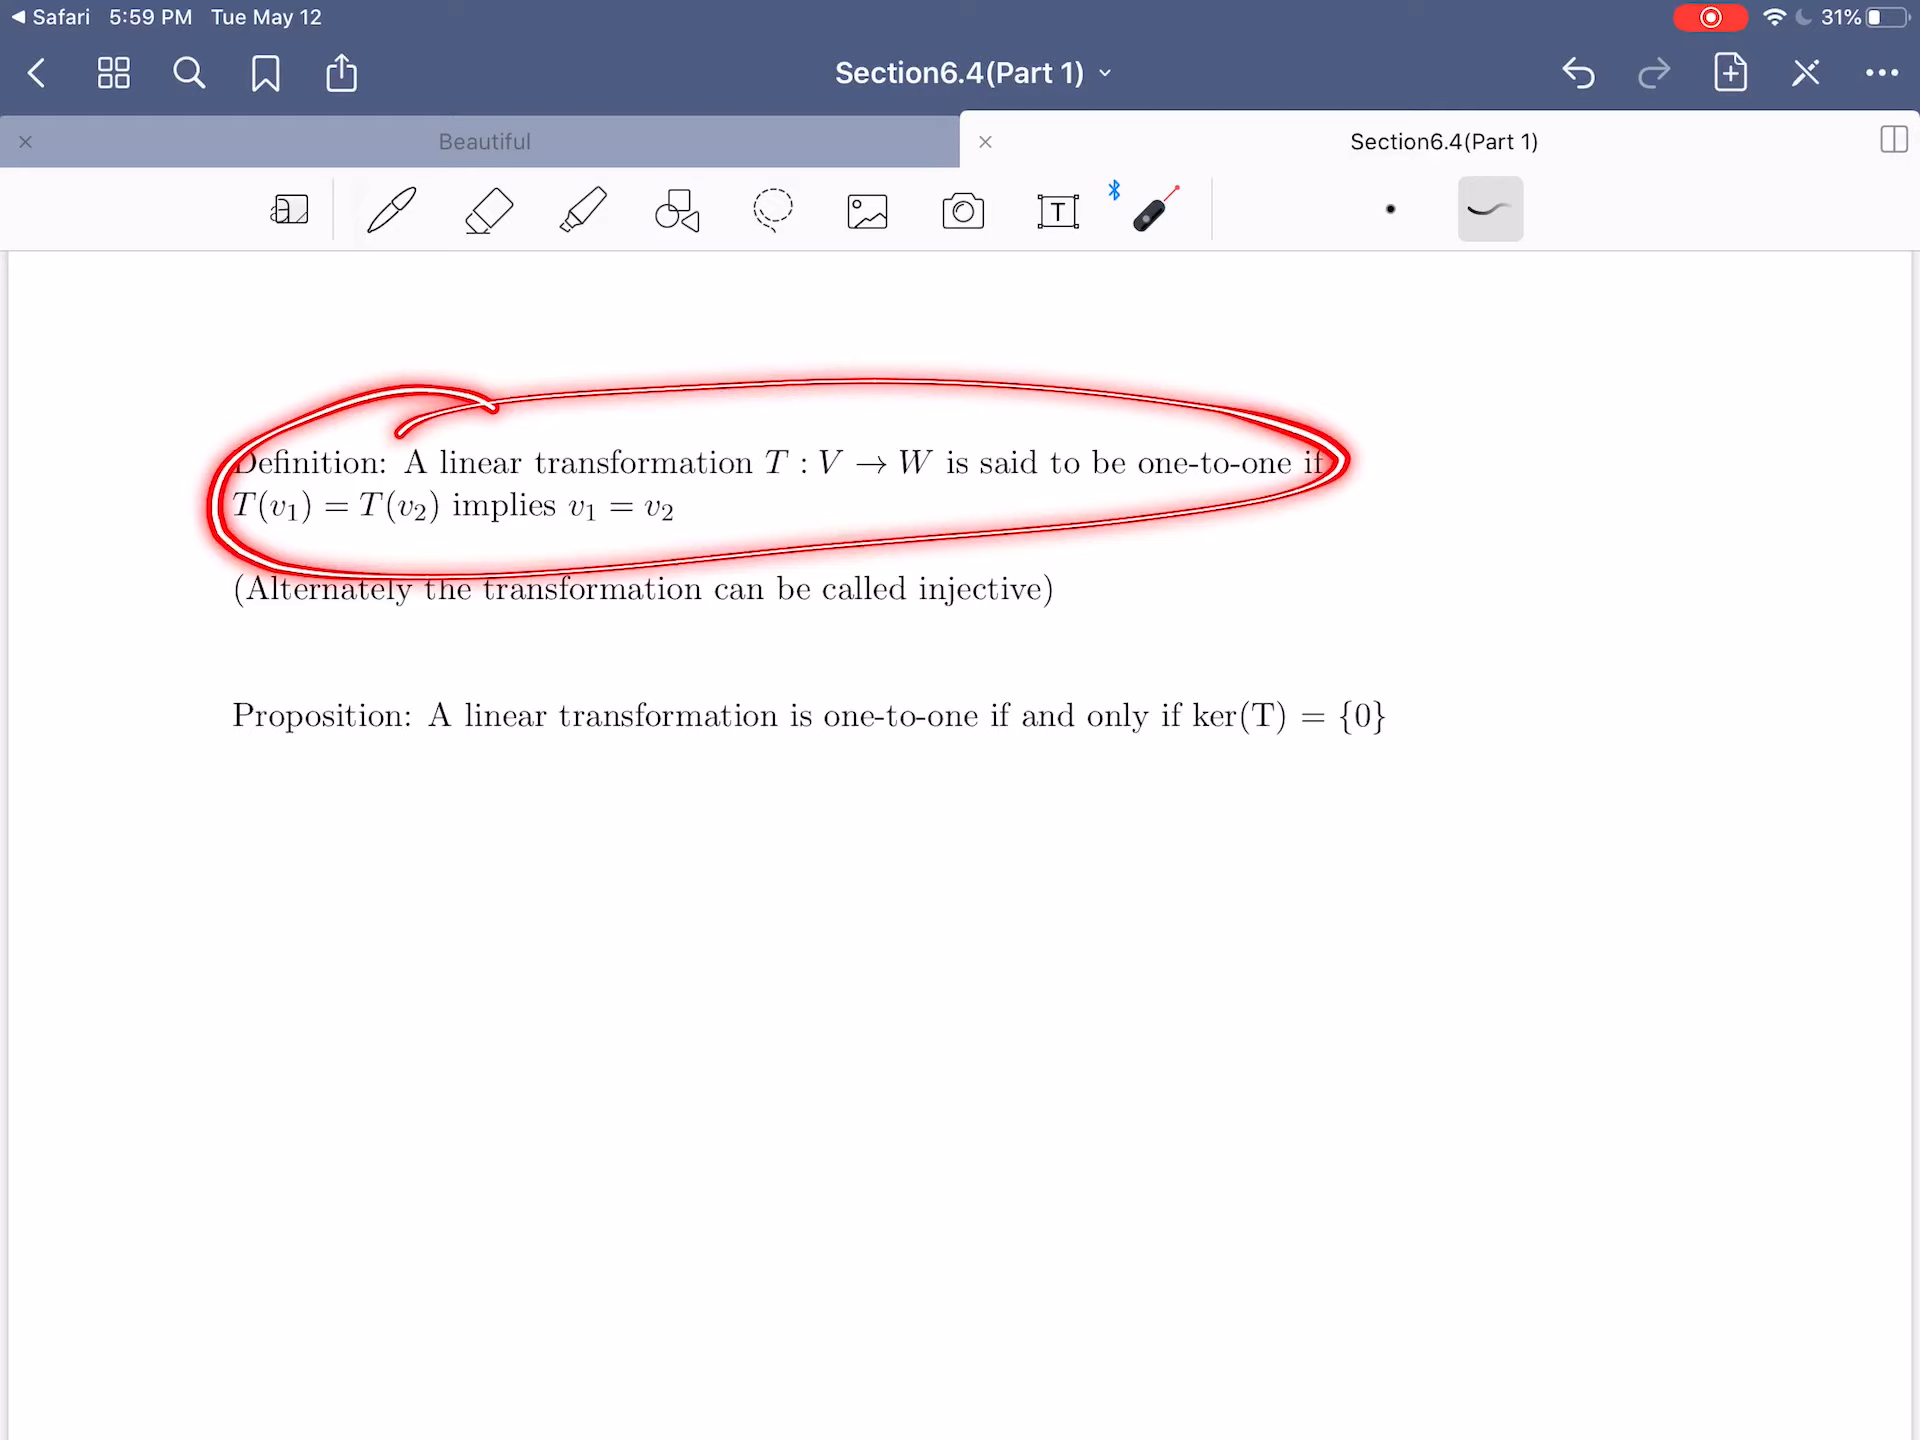 Safari 5:59 PM Tue May 12
31%
Section6.4(Part 1)
Beautiful
Section6.4(Part 1)
a
T
Definition: A linear transformation T : V → W is said to be one-to-one if
T(v₁) = T(v₂) implies v₁ = v₂
(Alternately the transformation can be called injective)
Proposition: A linear transformation is one-to-one if and only if ker(T) = {0}